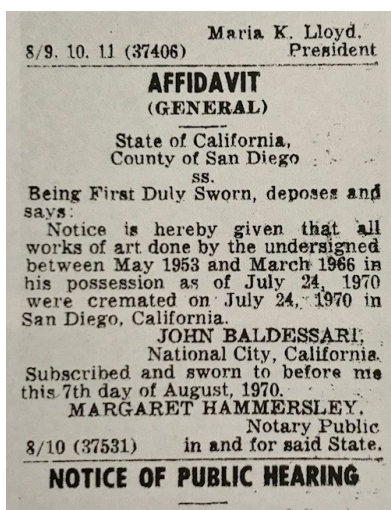 Maria K. Lloyd.
8/9. 10. 11 (37406) President
AFFIDAVIT
(GENERAL)
State of California,
County of San Diego
ss.
Being First Duly Sworn, deposes and
says:
Notice is hereby given that all
works of art done by the undersigned
between May 1953 and March 1966 in
his possession as of July 24, 1970
were cremated on July 24, 1970 in
San Diego, California.
JOHN BALDESSARI,
National City, California.
Subscribed and sworn to before me
this 7th day of August, 1970.
MARGARET HAMMERSLEY.
Notary Public
8/10 (37531) in and for said State.
NOTICE OF PUBLIC HEARING